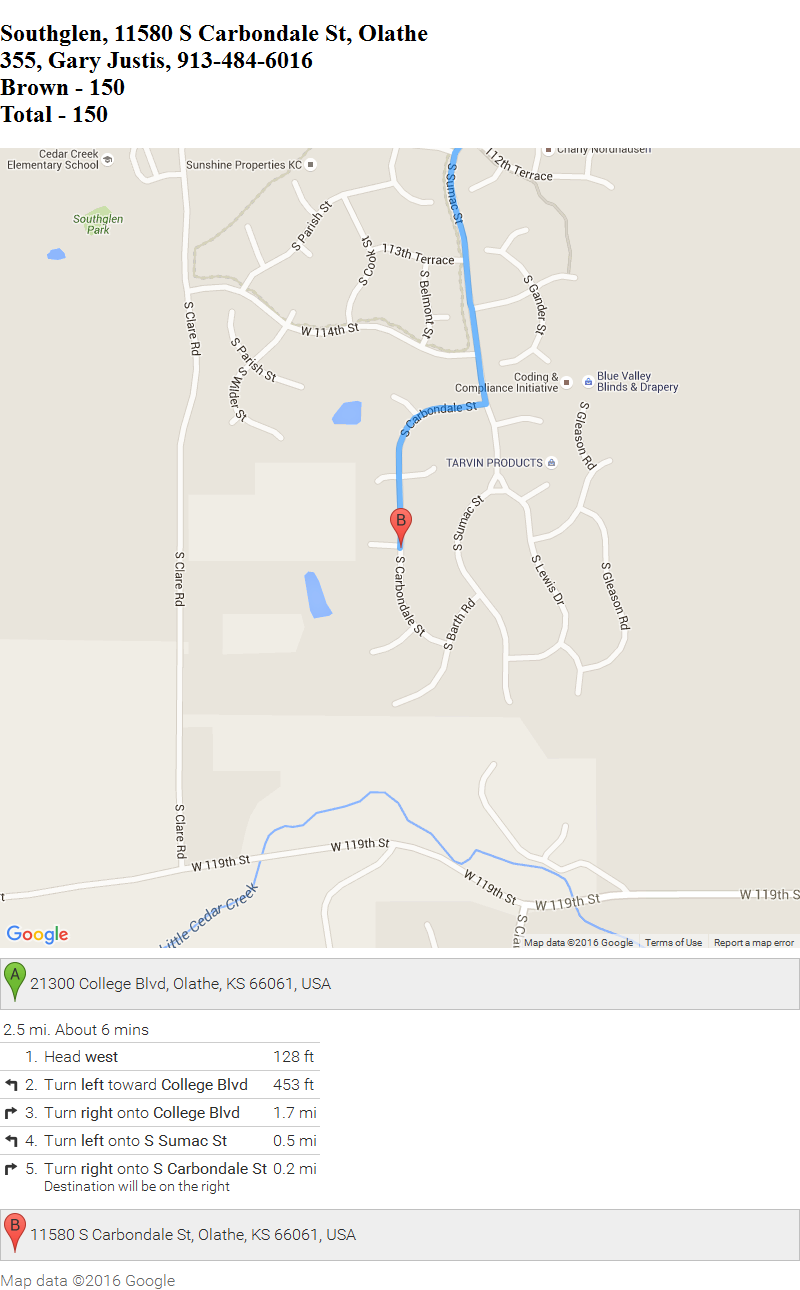 Southglen, 11580 S Carbondale St, Olathe
355, Gary Justis, 913-484-6016
Brown - 150
Total - 150
Cedar Creek
Elementary School
Sunshine Properties KC
Charly Nordhausen
112th Terrace
S Sumac St
Southglen
Park
S Parish St
S Cook St
113th Terrace
S Belmont St
S Gander St
S Clare Rd
W 114th St
S Parish St
S Wilder St
Coding &
Compliance Initiative
Blue Valley
Blinds & Drapery
S Carbondale St
S Gleason Rd
TARVIN PRODUCTS
B
S Sumac St
S Clare Rd
S Carbondale St
S Lewis Dr
S Gleason Rd
S Barth Rd
S Clare Rd
W 119th St
W 119th St
W 119th St
W 119th St
W 119th S
Little Cedar Creek
S Cla
Google
Map data ©2016 Google
Terms of Use
Report a map error
A
21300 College Blvd, Olathe, KS 66061, USA
2.5 mi. About 6 mins
1. Head west 128 ft
2. Turn left toward College Blvd 453 ft
3. Turn right onto College Blvd 1.7 mi
4. Turn left onto S Sumac St 0.5 mi
5. Turn right onto S Carbondale St 0.2 mi
Destination will be on the right
B
11580 S Carbondale St, Olathe, KS 66061, USA
Map data ©2016 Google